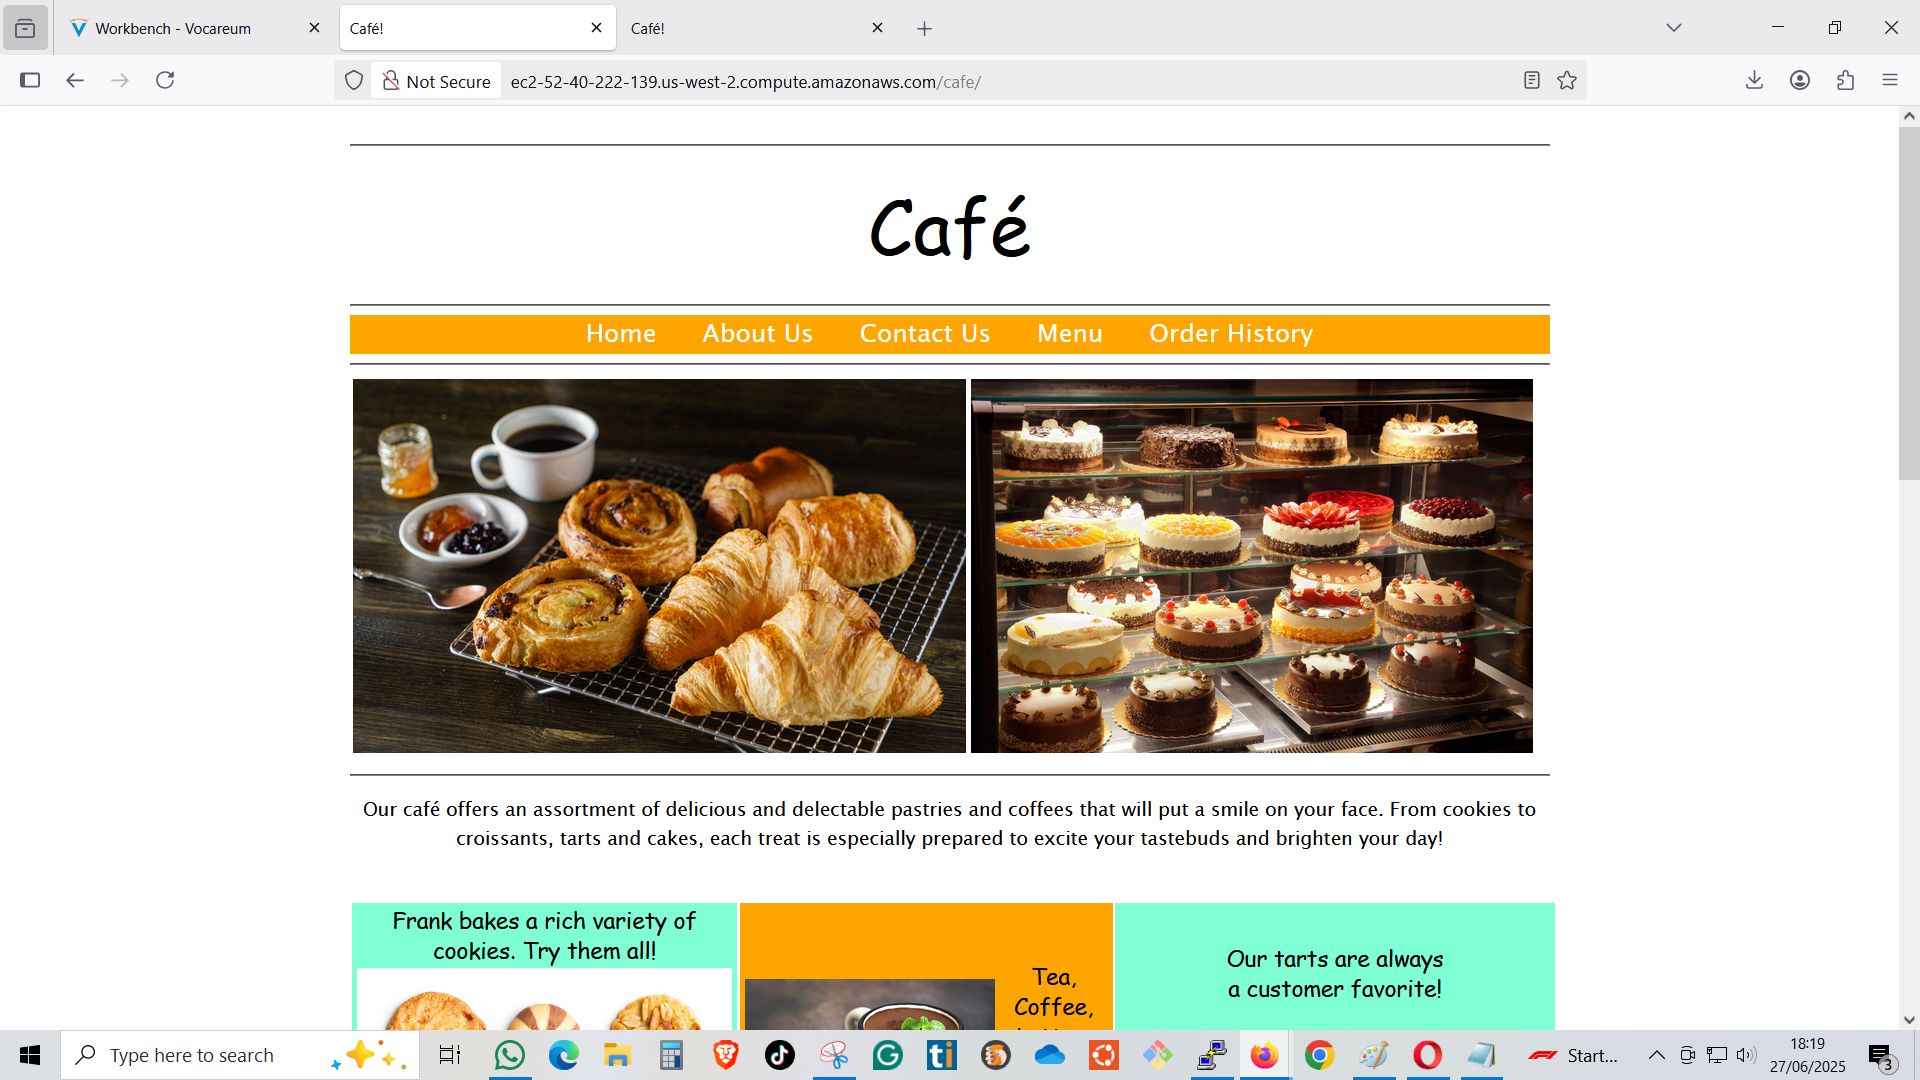 Workbench - Vocareum
Café!
Café!
Not Secure
ec2-52-40-222-139.us-west-2.compute.amazonaws.com/cafe/
Café
Home
About Us
Contact Us
Menu
Order History
Our café offers an assortment of delicious and delectable pastries and coffees that will put a smile on your face. From cookies to
croissants, tarts and cakes, each treat is especially prepared to excite your tastebuds and brighten your day!
Frank bakes a rich variety of
cookies. Try them all!
Tea,
Coffee,
Our tarts are always
a customer favorite!
Type here to search
ti
Start...
18:19
27/06/2025
3